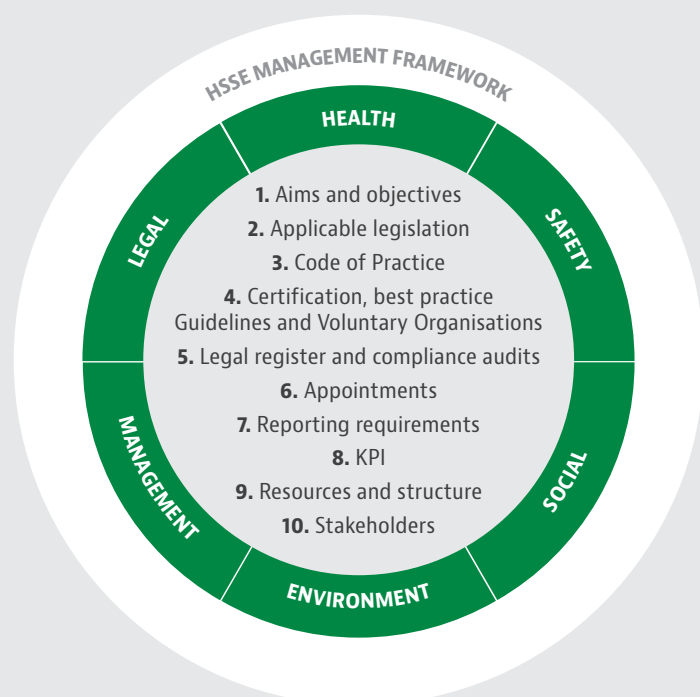 HSSE MANAGEMENT FRAMEWORK
HEALTH
LEGAL
SAFETY
1. Aims and objectives
2. Applicable legislation
3. Code of Practice
4. Certification, best practice
Guidelines and Voluntary Organisations
5. Legal register and compliance audits
6. Appointments
7. Reporting requirements
8. KPI
9. Resources and structure
10. Stakeholders
MANAGEMENT
SOCIAL
ENVIRONMENT